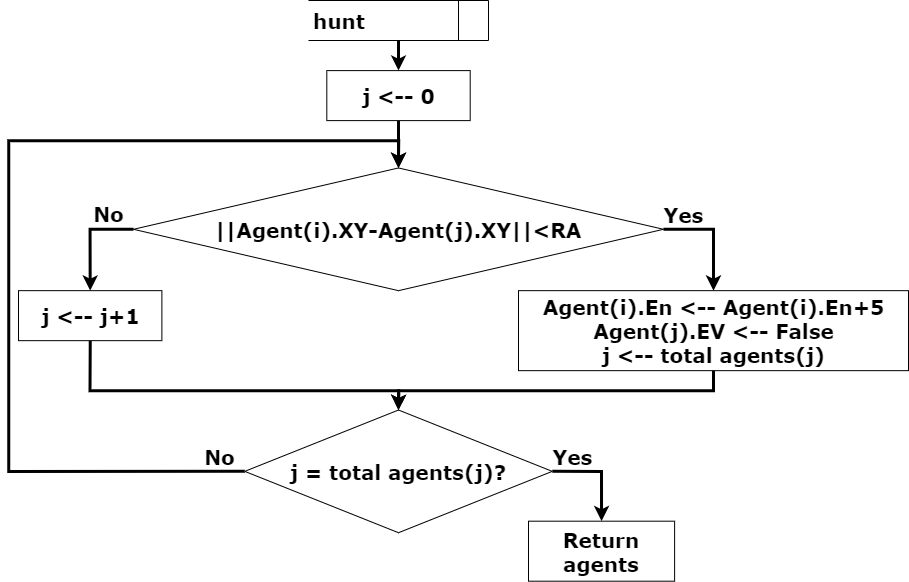 hunt
j <-- 0
||Agent(i).XY-Agent(j).XY||<RA
No
Yes
j <-- j+1
Agent(i).En <-- Agent(i).En+5
Agent(j).EV <-- False
j <-- total agents(j)
j = total agents(j)?
No
Yes
Return
agents